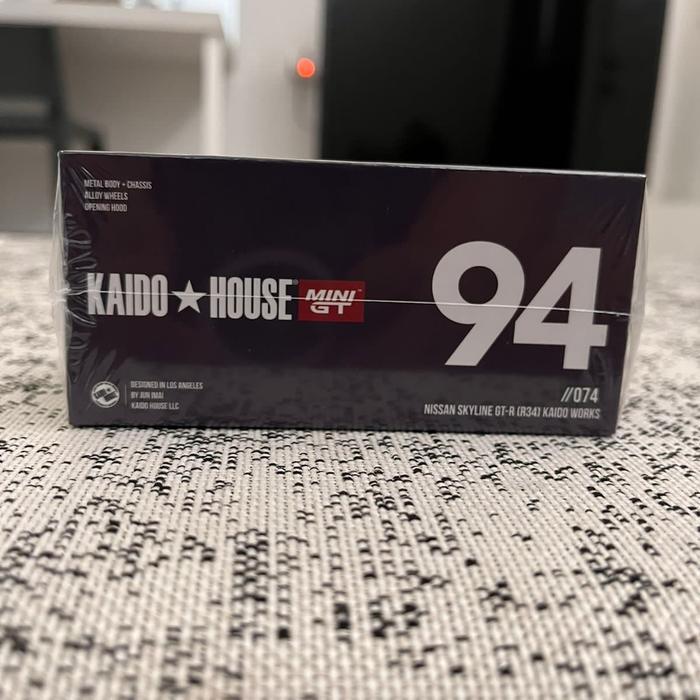 METAL BODY + CHASSIS
ALLOY WHEELS
OPENING HOOD
KAIDO★HOUSE MINI GT
94
//074
NISSAN SKYLINE GT-R (R34) KAIDO WORKS
DESIGNED IN LOS ANGELES
BY JUN IMAI
KAIDO HOUSE LLC